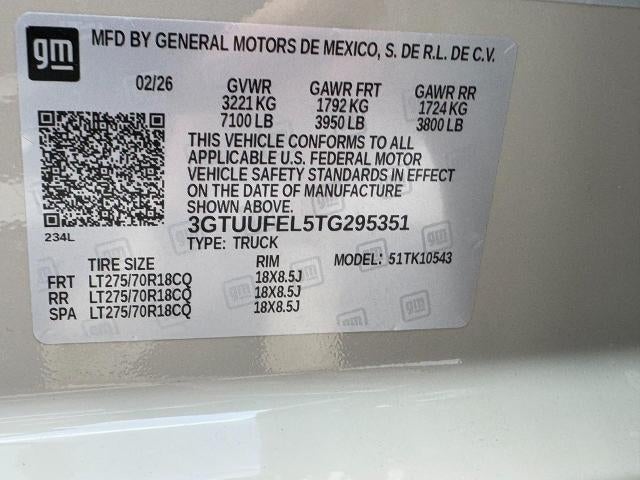 gm
MFD BY GENERAL MOTORS DE MEXICO, S. DE R.L. DE C.V.
02/26 GVWR GAWR FRT GAWR RR
3221 KG 1792 KG 1724 KG
7100 LB 3950 LB 3800 LB
THIS VEHICLE CONFORMS TO ALL
APPLICABLE U.S. FEDERAL MOTOR
VEHICLE SAFETY STANDARDS IN EFFECT
ON THE DATE OF MANUFACTURE
SHOWN ABOVE.
234L
3GTUUFEL5TG295351
TYPE: TRUCK
TIRE SIZE RIM MODEL: 51TK10543
FRT LT275/70R18CQ 18X8.5J
RR LT275/70R18CQ 18X8.5J
SPA LT275/70R18CQ 18X8.5J